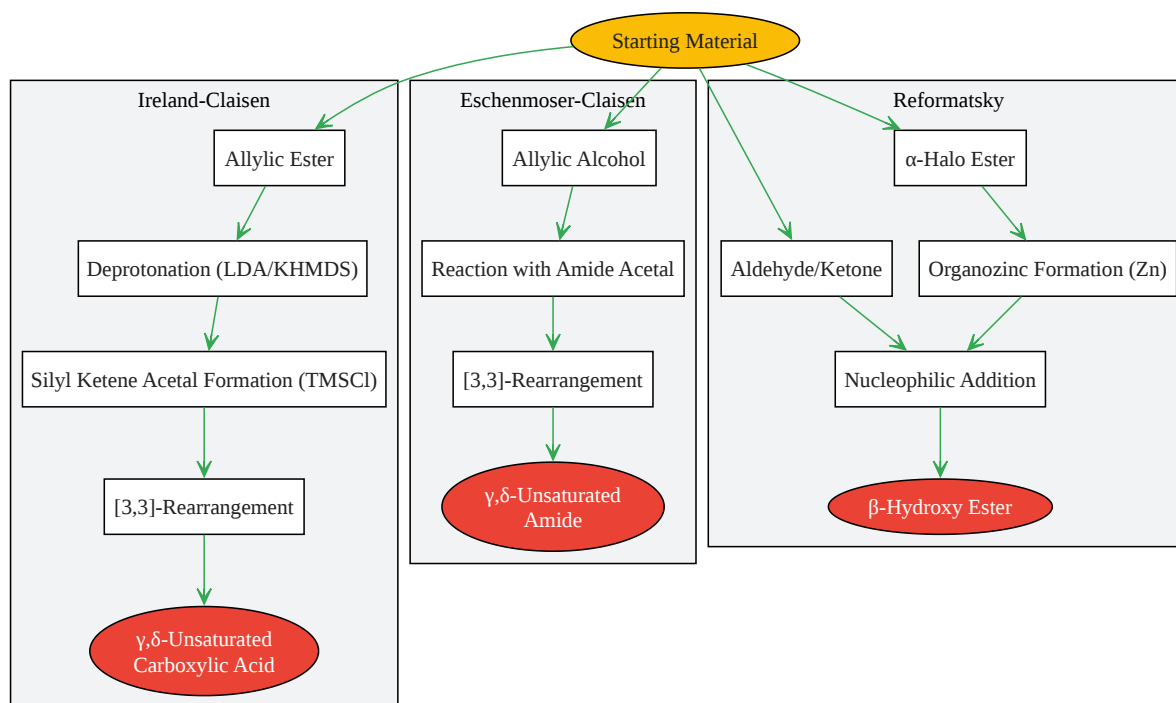 Starting Material
Ireland-Claisen
Allylic Ester
Deprotonation (LDA/KHMDS)
Silyl Ketene Acetal Formation (TMSCl)
[3,3]-Rearrangement
γ,δ-Unsaturated
Carboxylic Acid
Eschenmoser-Claisen
Allylic Alcohol
Reaction with Amide Acetal
[3,3]-Rearrangement
γ,δ-Unsaturated
Amide
Reformatsky
α-Halo Ester
Aldehyde/Ketone
Organozinc Formation (Zn)
Nucleophilic Addition
β-Hydroxy Ester